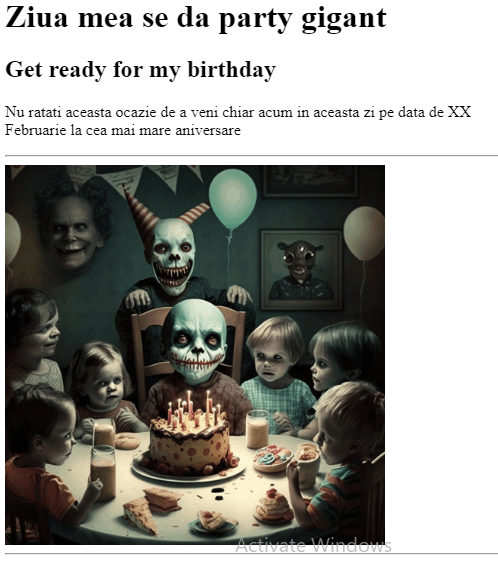 Ziua mea se da party gigant
Get ready for my birthday
Nu ratati aceasta ocazie de a veni chiar acum in aceasta zi pe data de XX
Februarie la cea mai mare aniversare
Activate Windows